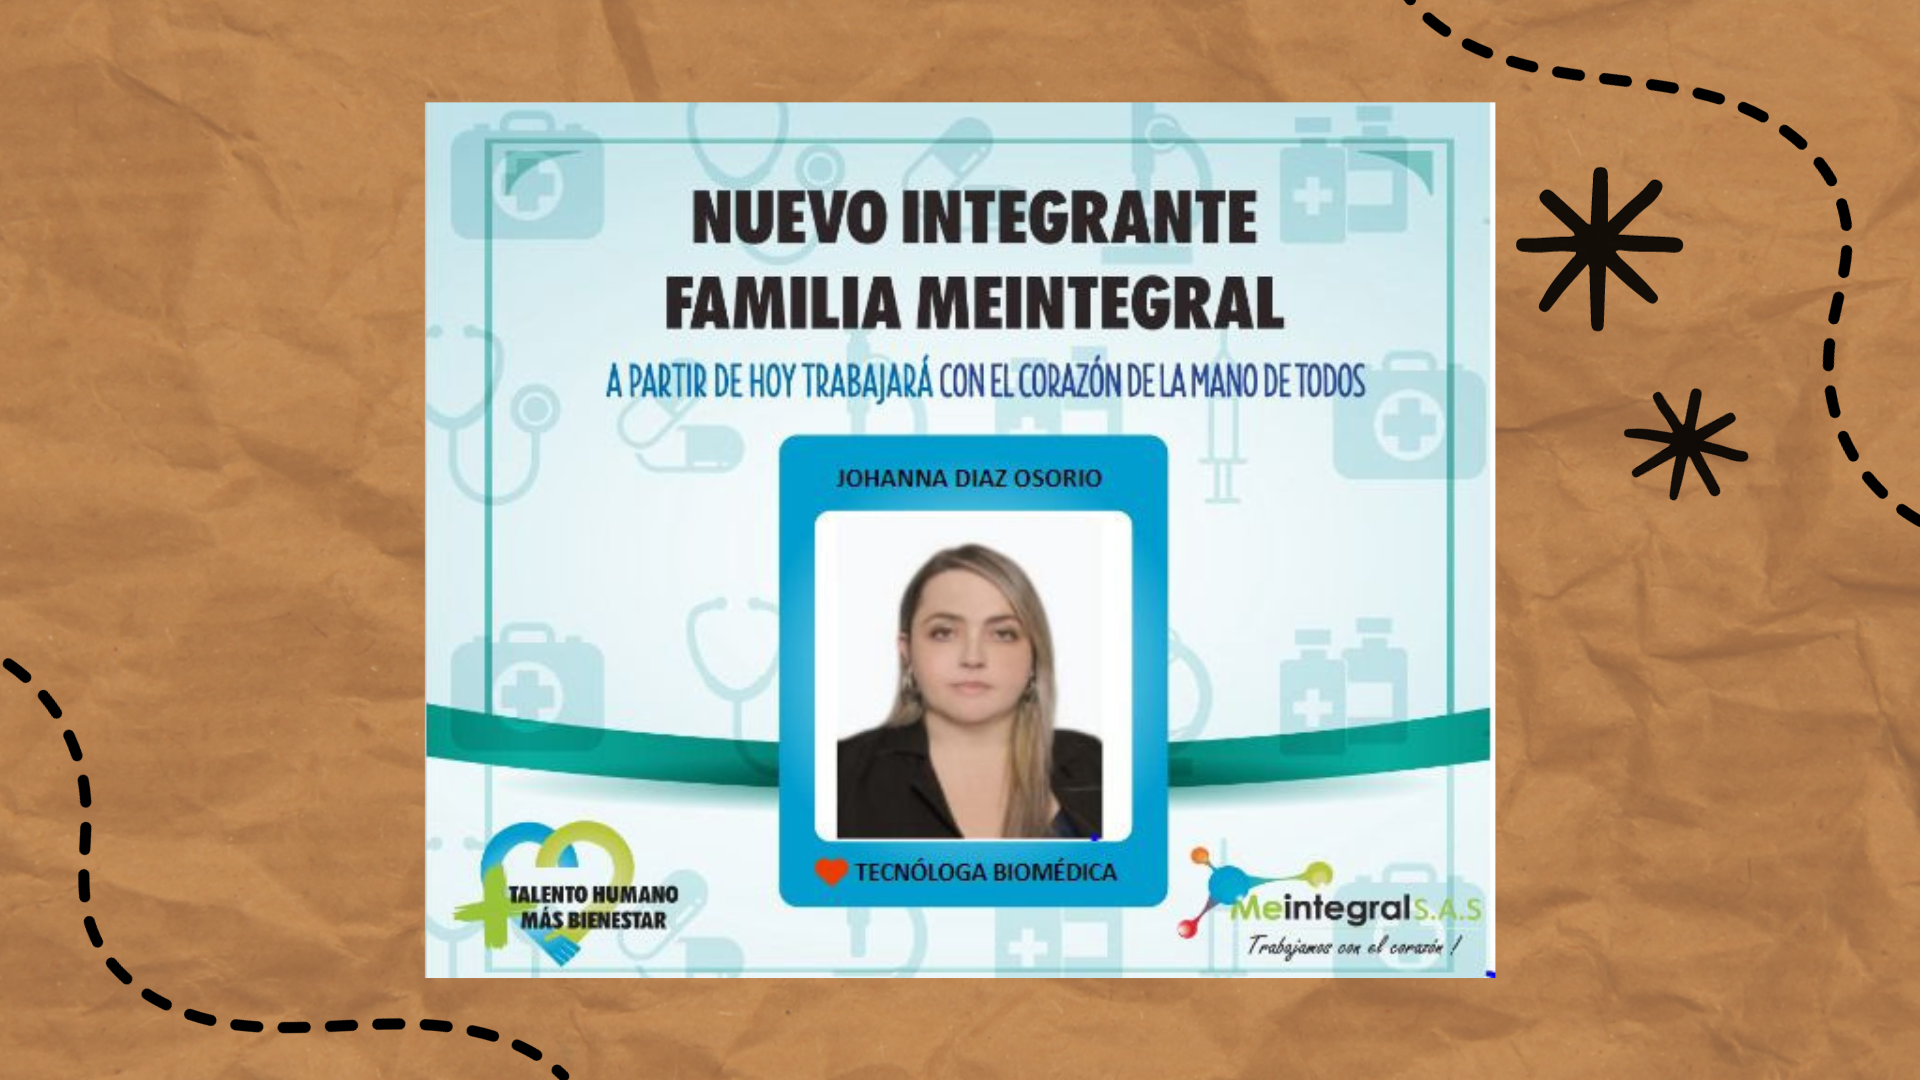 NUEVO INTEGRANTE
FAMILIA MEINTEGRAL
A PARTIR DE HOY TRABAJARÁ CON EL CORAZÓN DE LA MANO DE TODOS
JOHANNA DIAZ OSORIO
TECNÓLOGA BIOMÉDICA
TALENTO HUMANO
MÁS BIENESTAR
Meintegral S.A.S
Trabajamos con el corazón !